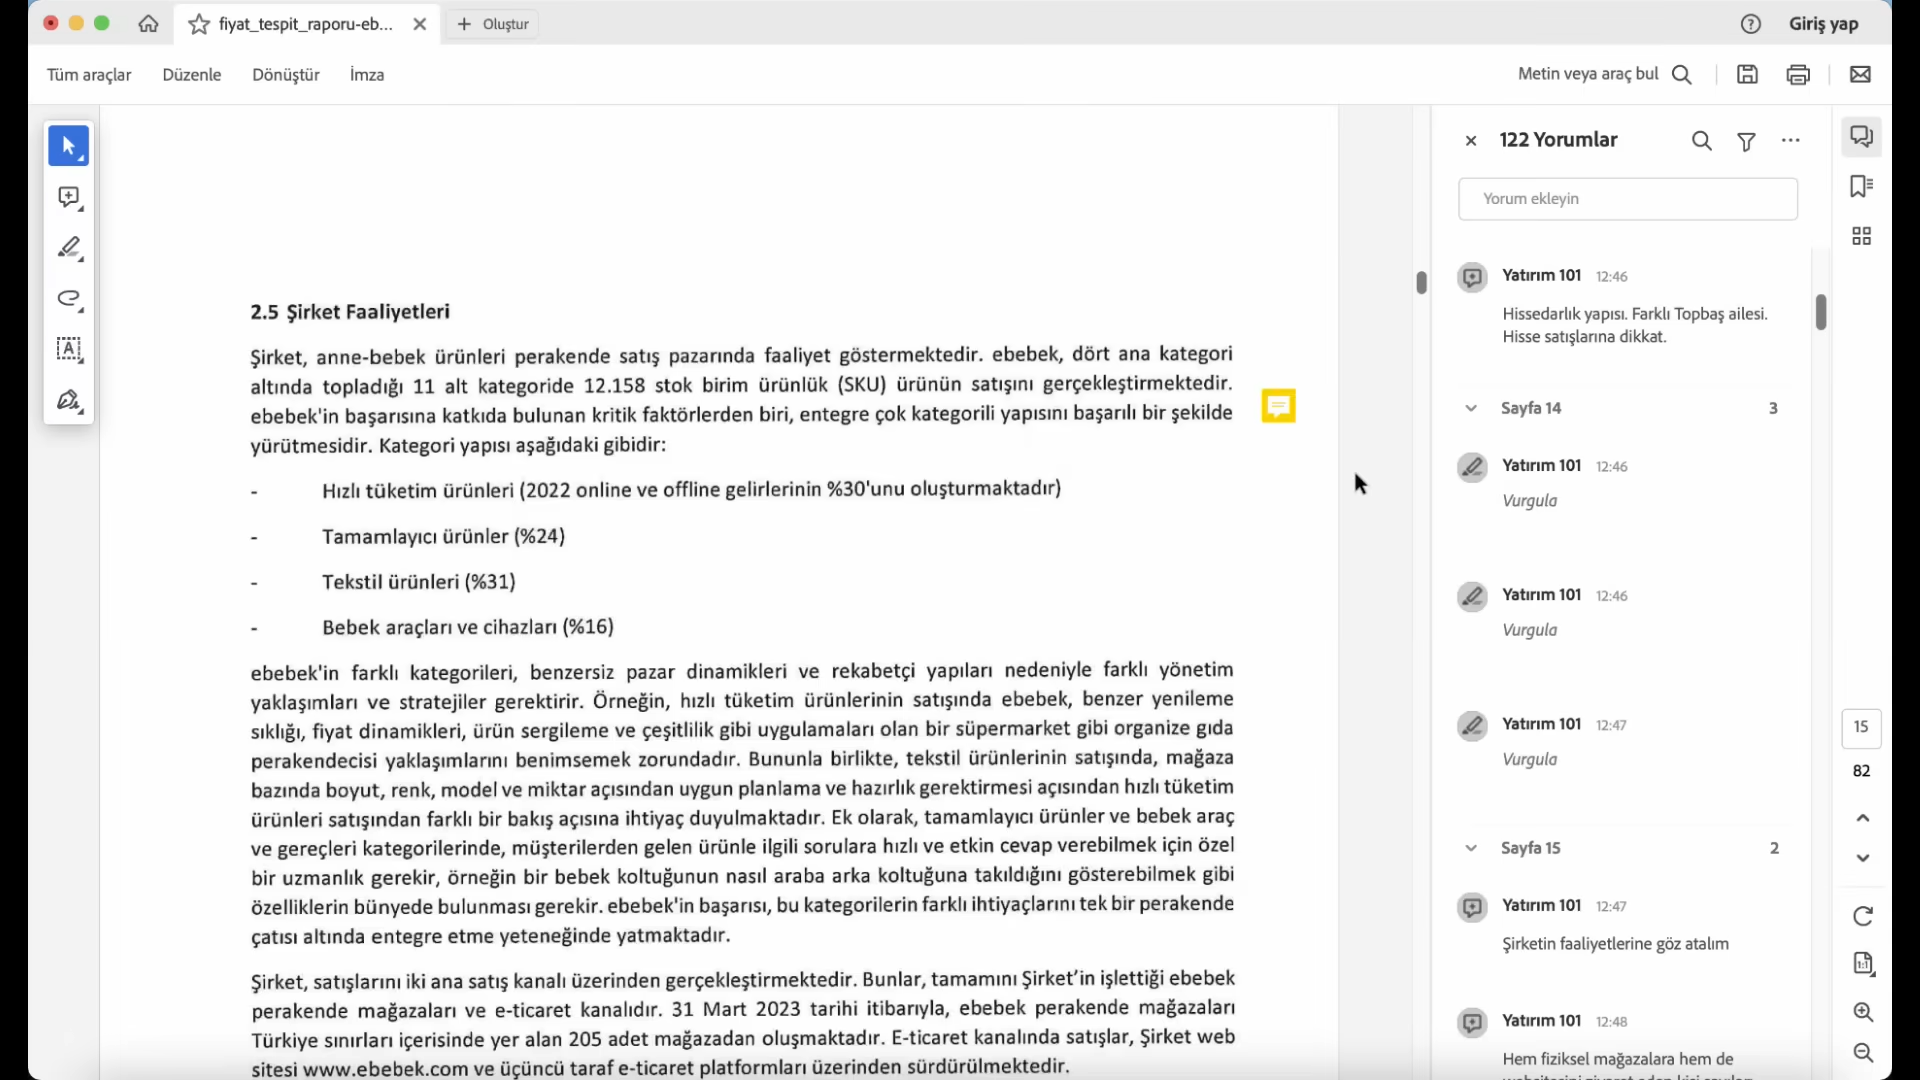 fiyat_tespit_raporu-eb...
Oluştur
Giriş yap
Tüm araçlar
Düzenle
Dönüştür
İmza
Metin veya araç bul
2.5 Şirket Faaliyetleri
Şirket, anne-bebek ürünleri perakende satış pazarında faaliyet göstermektedir. ebebek, dört ana kategori
altında topladığı 11 alt kategoride 12.158 stok birim ürünlük (SKU) ürünün satışını gerçekleştirmektedir.
ebebek'in başarısına katkıda bulunan kritik faktörlerden biri, entegre çok kategorili yapısını başarılı bir şekilde
yürütmesidir. Kategori yapısı aşağıdaki gibidir:
- Hızlı tüketim ürünleri (2022 online ve offline gelirlerinin %30'unu oluşturmaktadır)
- Tamamlayıcı ürünler (%24)
- Tekstil ürünleri (%31)
- Bebek araçları ve cihazları (%16)
ebebek'in farklı kategorileri, benzersiz pazar dinamikleri ve rekabetçi yapıları nedeniyle farklı yönetim
yaklaşımları ve stratejiler gerektirir. Örneğin, hızlı tüketim ürünlerinin satışında ebebek, benzer yenileme
sıklığı, fiyat dinamikleri, ürün sergileme ve çeşitlilik gibi uygulamaları olan bir süpermarket gibi organize gıda
perakendecisi yaklaşımlarını benimsemek zorundadır. Bununla birlikte, tekstil ürünlerinin satışında, mağaza
bazında boyut, renk, model ve miktar açısından uygun planlama ve hazırlık gerektirmesi açısından hızlı tüketim
ürünleri satışından farklı bir bakış açısına ihtiyaç duyulmaktadır. Ek olarak, tamamlayıcı ürünler ve bebek araç
ve gereçleri kategorilerinde, müşterilerden gelen ürünle ilgili sorulara hızlı ve etkin cevap verebilmek için özel
bir uzmanlık gerekir, örneğin bir bebek koltuğunun nasıl araba arka koltuğuna takıldığını gösterebilmek gibi
özelliklerin bünyede bulunması gerekir. ebebek'in başarısı, bu kategorilerin farklı ihtiyaçlarını tek bir perakende
çatısı altında entegre etme yeteneğinde yatmaktadır.
Şirket, satışlarını iki ana satış kanalı üzerinden gerçekleştirmektedir. Bunlar, tamamını Şirket’in işlettiği ebebek
perakende mağazaları ve e-ticaret kanalıdır. 31 Mart 2023 tarihi itibarıyla, ebebek perakende mağazaları
Türkiye sınırları içerisinde yer alan 205 adet mağazadan oluşmaktadır. E-ticaret kanalında satışlar, Şirket web
sitesi www.ebebek.com ve üçüncü taraf e-ticaret platformları üzerinden sürdürülmektedir.
122 Yorumlar
Yorum ekleyin
Yatırım 101 12:46
Hissedarlık yapısı. Farklı Topbaş ailesi.
Hisse satışlarına dikkat.
Sayfa 14 3
Yatırım 101 12:46
Vurgula
Yatırım 101 12:46
Vurgula
Yatırım 101 12:47
Vurgula
Sayfa 15 2
Yatırım 101 12:47
Şirketin faaliyetlerine göz atalım
Yatırım 101 12:48
Hem fiziksel mağazalara hem de
15
82